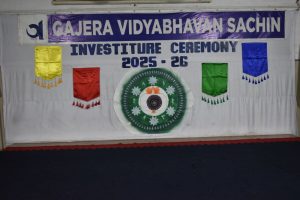 GAJERA VIDYABHAVAN SACHIN
INVESTITURE CEREMONY
2025 - 26